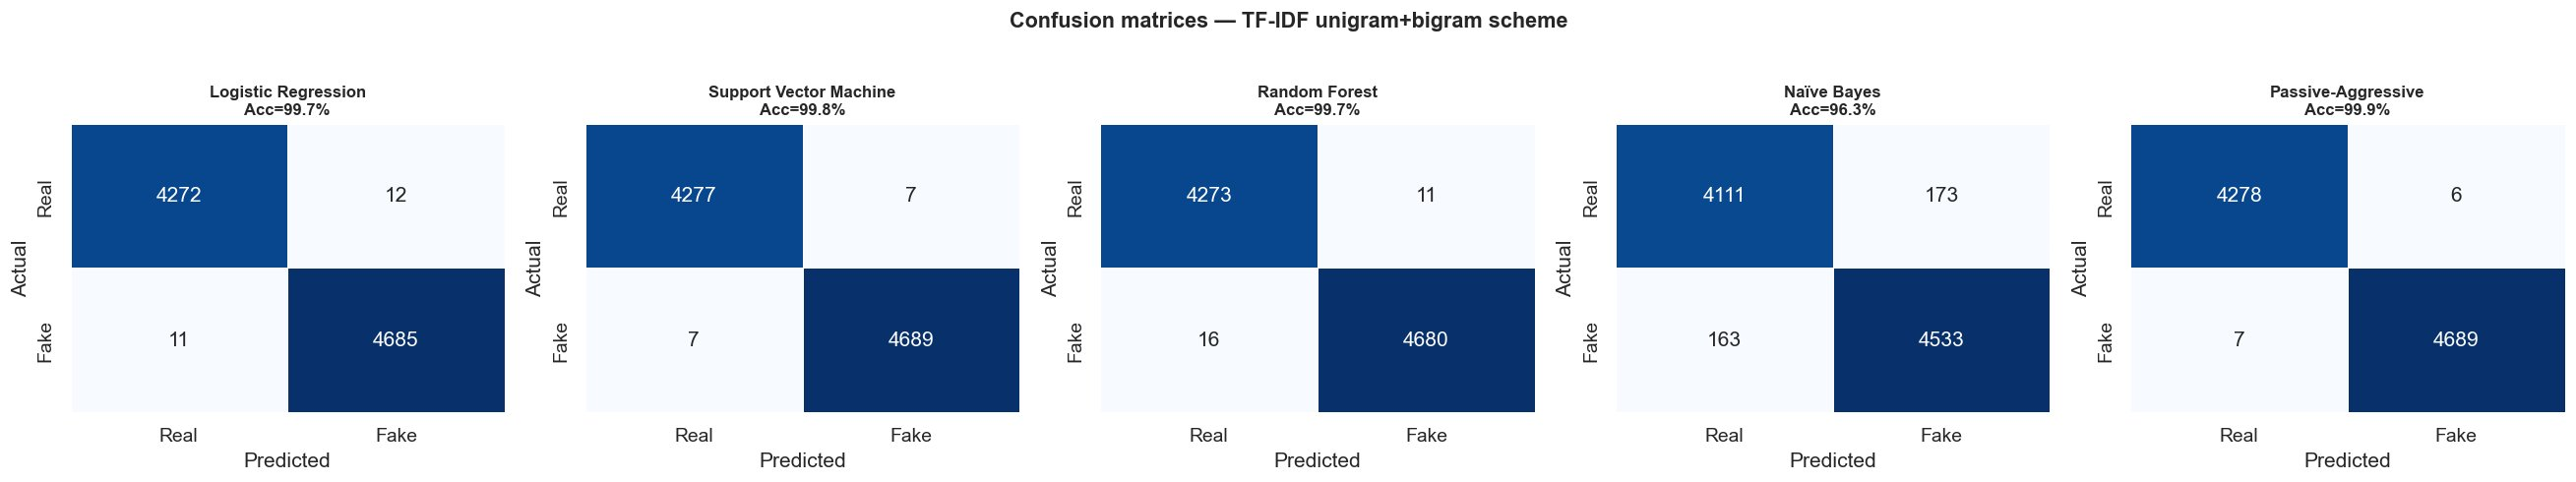 Confusion matrices — TF-IDF unigram+bigram scheme
Logistic Regression
Acc=99.7%
Actual
Real
4272
12
Fake
11
4685
Real
Fake
Predicted
Support Vector Machine
Acc=99.8%
Actual
Real
4277
7
Fake
7
4689
Real
Fake
Predicted
Random Forest
Acc=99.7%
Actual
Real
4273
11
Fake
16
4680
Real
Fake
Predicted
Naïve Bayes
Acc=96.3%
Actual
Real
4111
173
Fake
163
4533
Real
Fake
Predicted
Passive-Aggressive
Acc=99.9%
Actual
Real
4278
6
Fake
7
4689
Real
Fake
Predicted